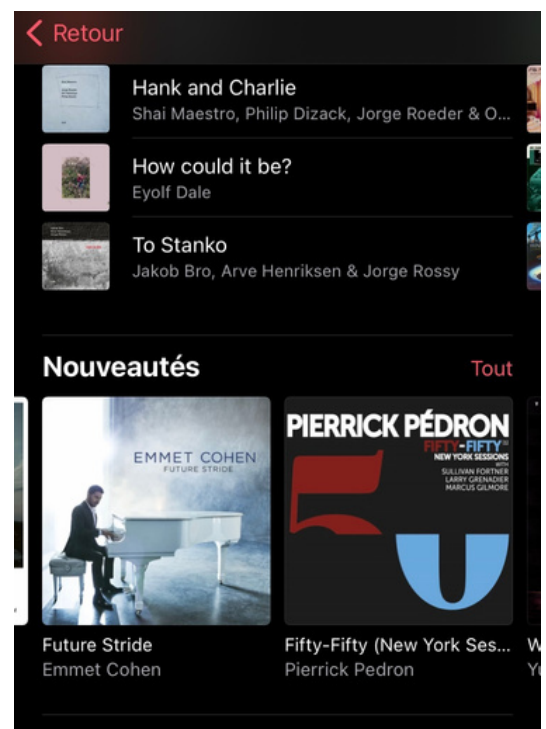 Retour
Hank and Charlie
Shai Maestro, Philip Dizack, Jorge Roeder & O...
How could it be?
Eyolf Dale
To Stanko
Jakob Bro, Arve Henriksen & Jorge Rossy
Nouveautés
Tout
EMMET COHEN
FUTURE STRIDE
PIERRICK PÉDRON
FIFTY-FIFTY
NEW YORK SESSIONS
WITH
SULLIVAN FORTNER
LARRY GRENADIER
MARCUS GILMORE
50
Future Stride
Emmet Cohen
Fifty-Fifty (New York Ses...
Pierrick Pedron